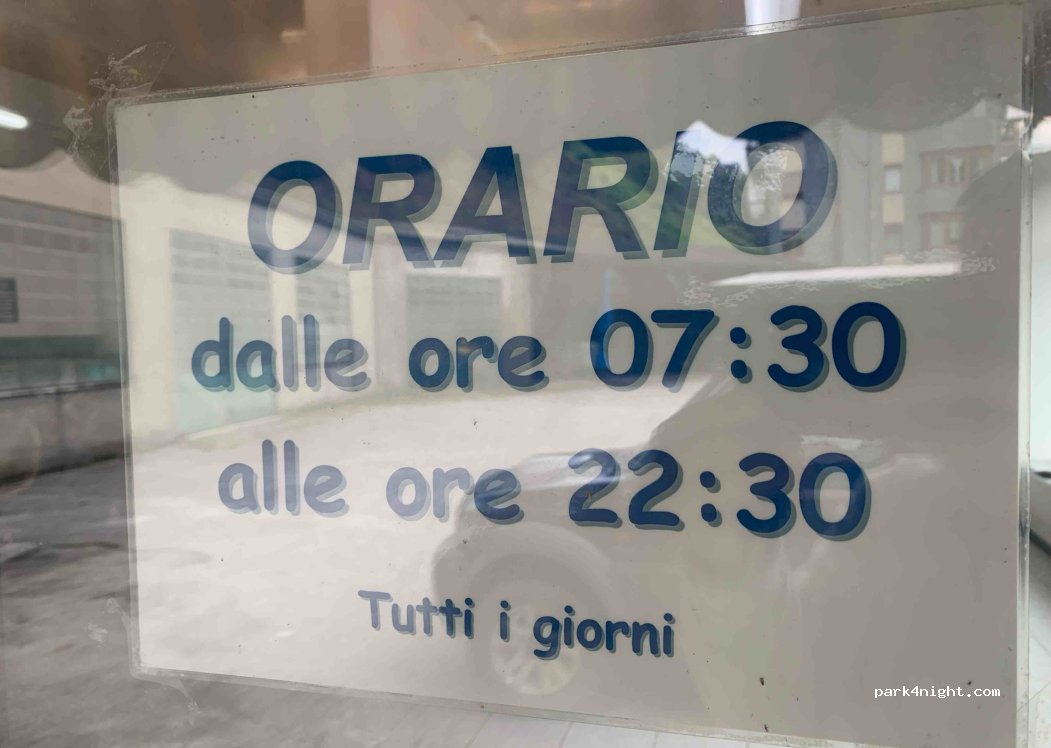 ORARIO
dalle ore 07:30
alle ore 22:30
Tutti i giorni
park4night.com